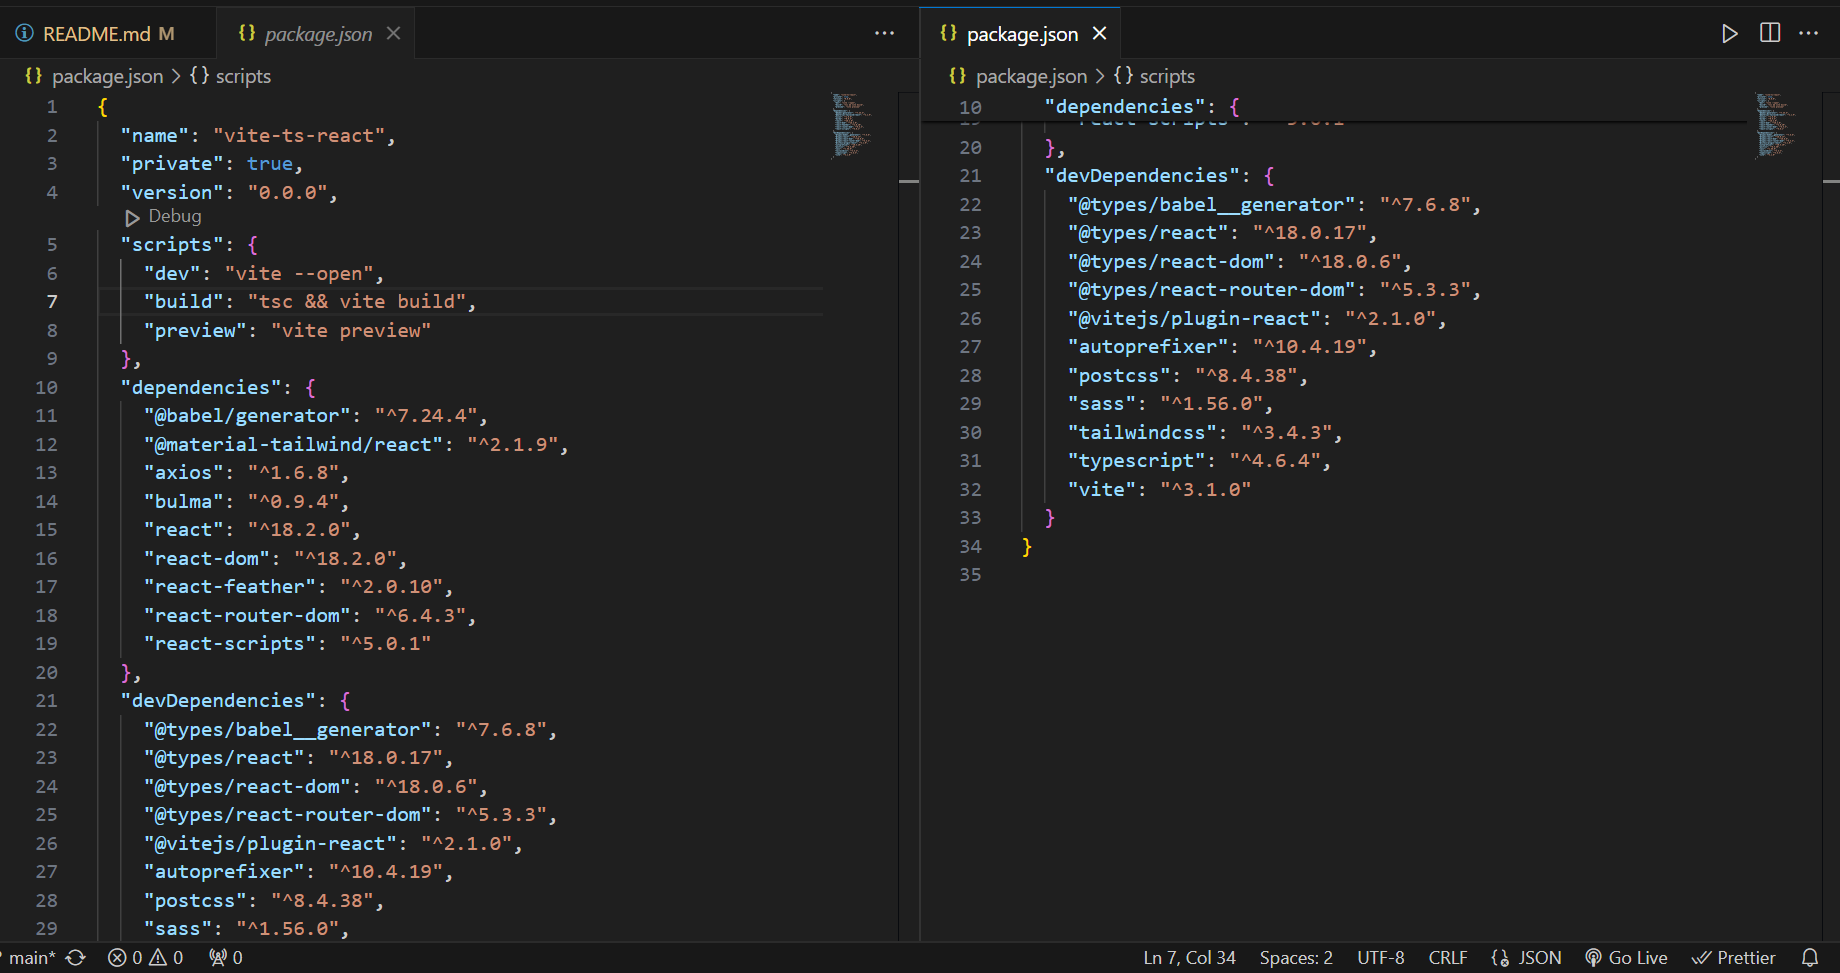 README.md M
{} package.json
package.json > {} scripts
1 {
2 "name": "vite-ts-react",
3 "private": true,
4 "version": "0.0.0",
Debug
5 "scripts": {
6 "dev": "vite --open",
7 "build": "tsc && vite build",
8 "preview": "vite preview"
9 },
10 "dependencies": {
11 "@babel/generator": "^7.24.4",
12 "@material-tailwind/react": "^2.1.9",
13 "axios": "^1.6.8",
14 "bulma": "^0.9.4",
15 "react": "^18.2.0",
16 "react-dom": "^18.2.0",
17 "react-feather": "^2.0.10",
18 "react-router-dom": "^6.4.3",
19 "react-scripts": "^5.0.1"
20 },
21 "devDependencies": {
22 "@types/babel__generator": "^7.6.8",
23 "@types/react": "^18.0.17",
24 "@types/react-dom": "^18.0.6",
25 "@types/react-router-dom": "^5.3.3",
26 "@vitejs/plugin-react": "^2.1.0",
27 "autoprefixer": "^10.4.19",
28 "postcss": "^8.4.38",
29 "sass": "^1.56.0",
{} package.json
{} package.json > {} scripts
10 "dependencies": {
19 "react-scripts": "^5.0.1"
20 },
21 "devDependencies": {
22 "@types/babel__generator": "^7.6.8",
23 "@types/react": "^18.0.17",
24 "@types/react-dom": "^18.0.6",
25 "@types/react-router-dom": "^5.3.3",
26 "@vitejs/plugin-react": "^2.1.0",
27 "autoprefixer": "^10.4.19",
28 "postcss": "^8.4.38",
29 "sass": "^1.56.0",
30 "tailwindcss": "^3.4.3",
31 "typescript": "^4.6.4",
32 "vite": "^3.1.0"
33 }
34 }
35
main* 0 0 0 Ln 7, Col 34 Spaces: 2 UTF-8 CRLF {} JSON Go Live Prettier